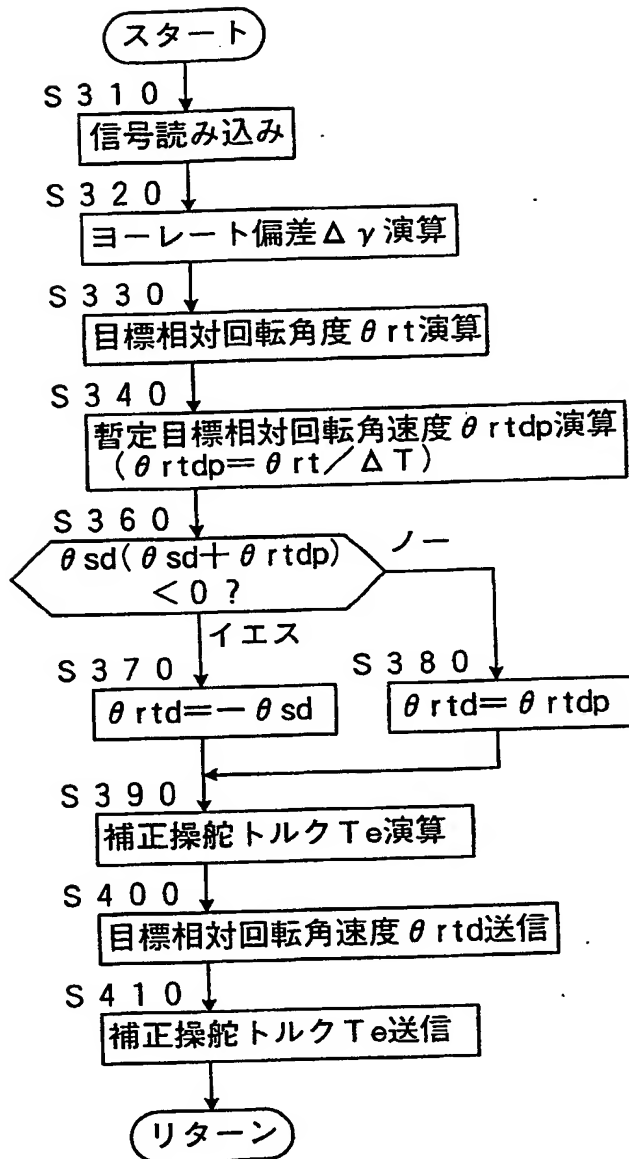 スタート
S310
信号読み込み
S320
ヨーレート偏差Δγ演算
S330
目標相対回転角度θrt演算
S340
暫定目標相対回転角速度θrtdp演算
(θrtdp=θrt/ΔT)
S360
θsd(θsd+θrtdp)
<0?
ノー
イエス
S370
θrtd=-θsd
S380
θrtd=θrtdp
S390
補正操舵トルクTe演算
S400
目標相対回転角速度θrtd送信
S410
補正操舵トルクTe送信
リターン